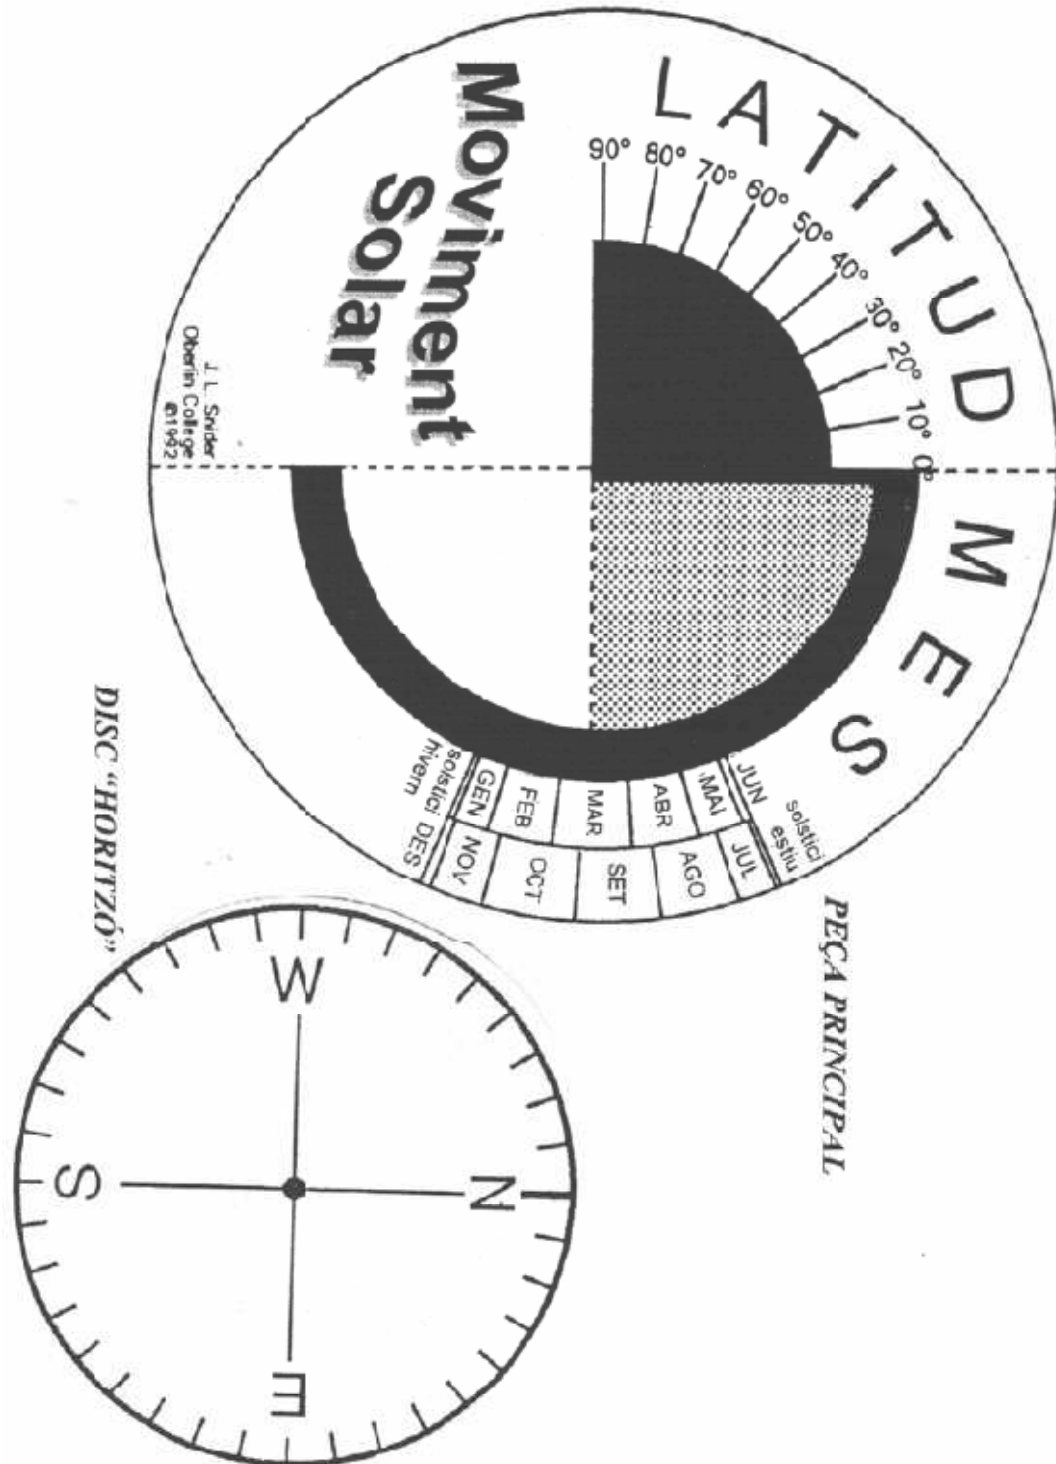 LATITUD
90° 80° 70° 60° 50° 40° 30° 20° 10° 0°
Moviment
Solar
J. L. Snider
Oberlin College
©1992
MES
solstici
estiu
JUN
MAI
ABR
MAR
FEB
GEN
JUL
AGO
SET
OCT
NOV
DES
solstici
hivern
PEÇA PRINCIPAL
DISC “HORITZÓ”
W
S
N
E